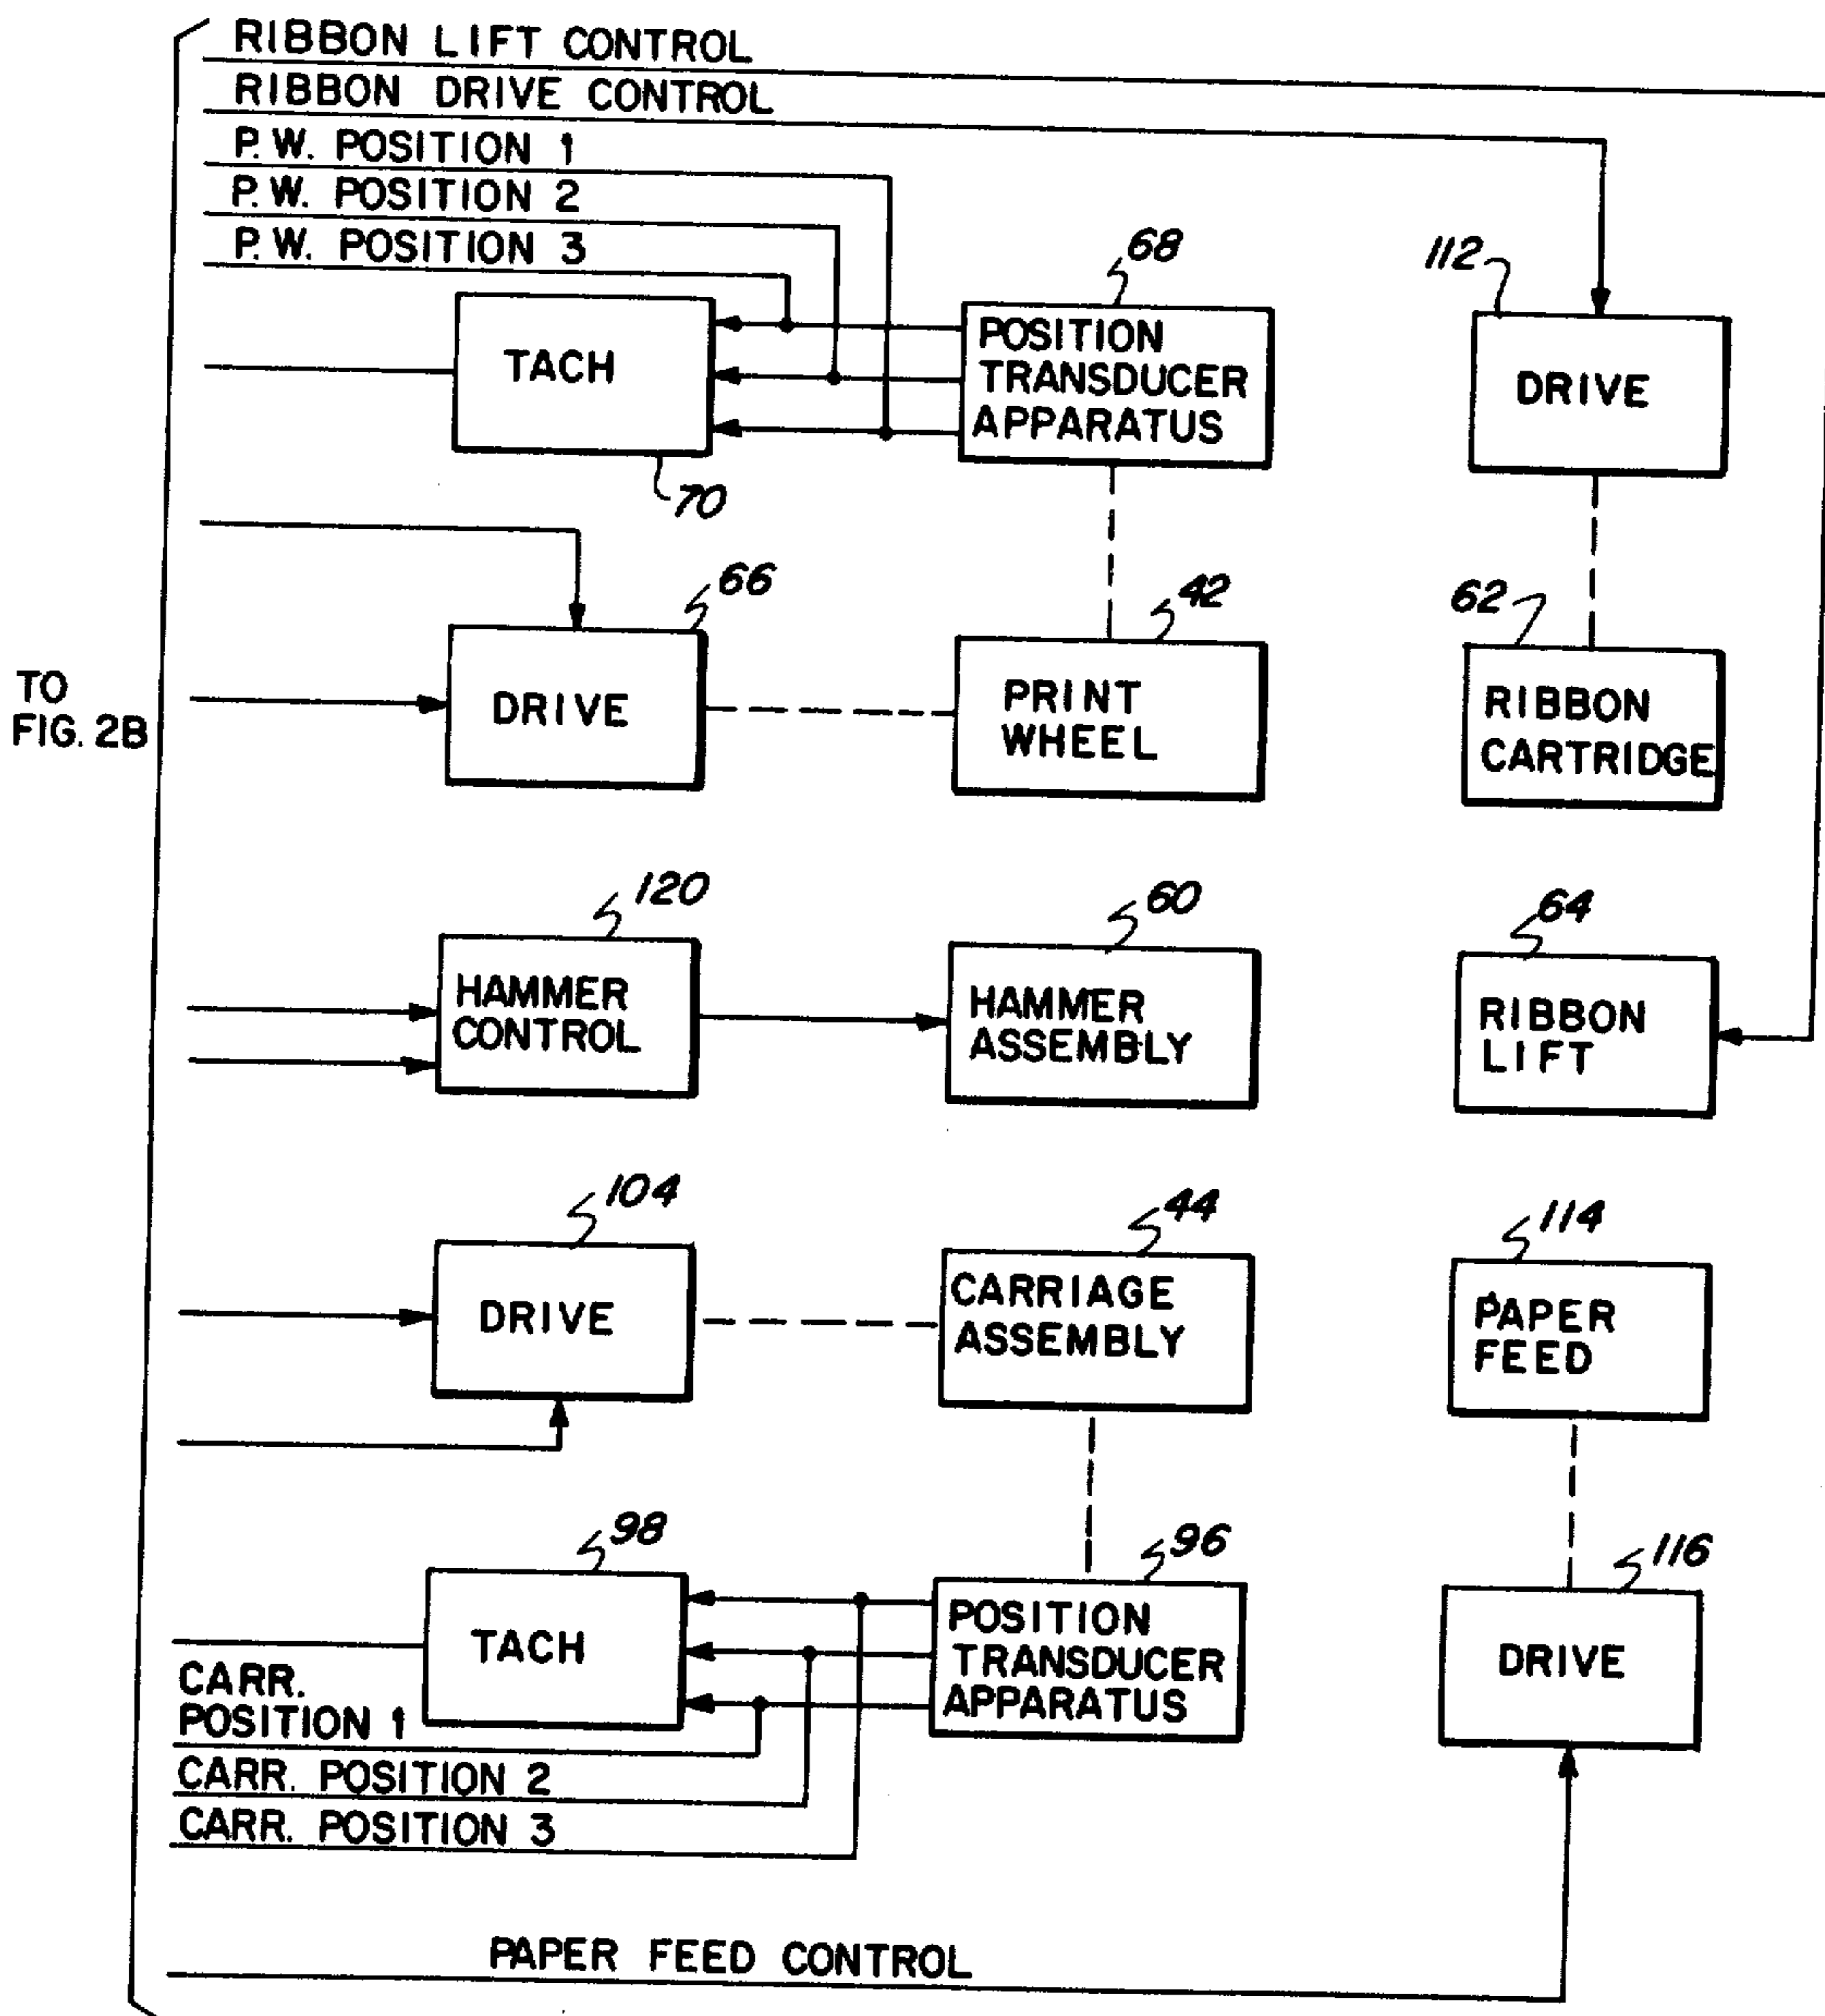 RIBBON LIFT CONTROL
RIBBON DRIVE CONTROL
P.W. POSITION 1
P.W. POSITION 2
P.W. POSITION 3
68
112
TACH
POSITION
TRANSDUCER
APPARATUS
DRIVE
70
66
42
62
TO
FIG. 2B
DRIVE
PRINT
WHEEL
RIBBON
CARTRIDGE
120
60
64
HAMMER
CONTROL
HAMMER
ASSEMBLY
RIBBON
LIFT
104
44
114
DRIVE
CARRIAGE
ASSEMBLY
PAPER
FEED
98
96
116
TACH
POSITION
TRANSDUCER
APPARATUS
DRIVE
CARR.
POSITION 1
CARR. POSITION 2
CARR. POSITION 3
PAPER FEED CONTROL